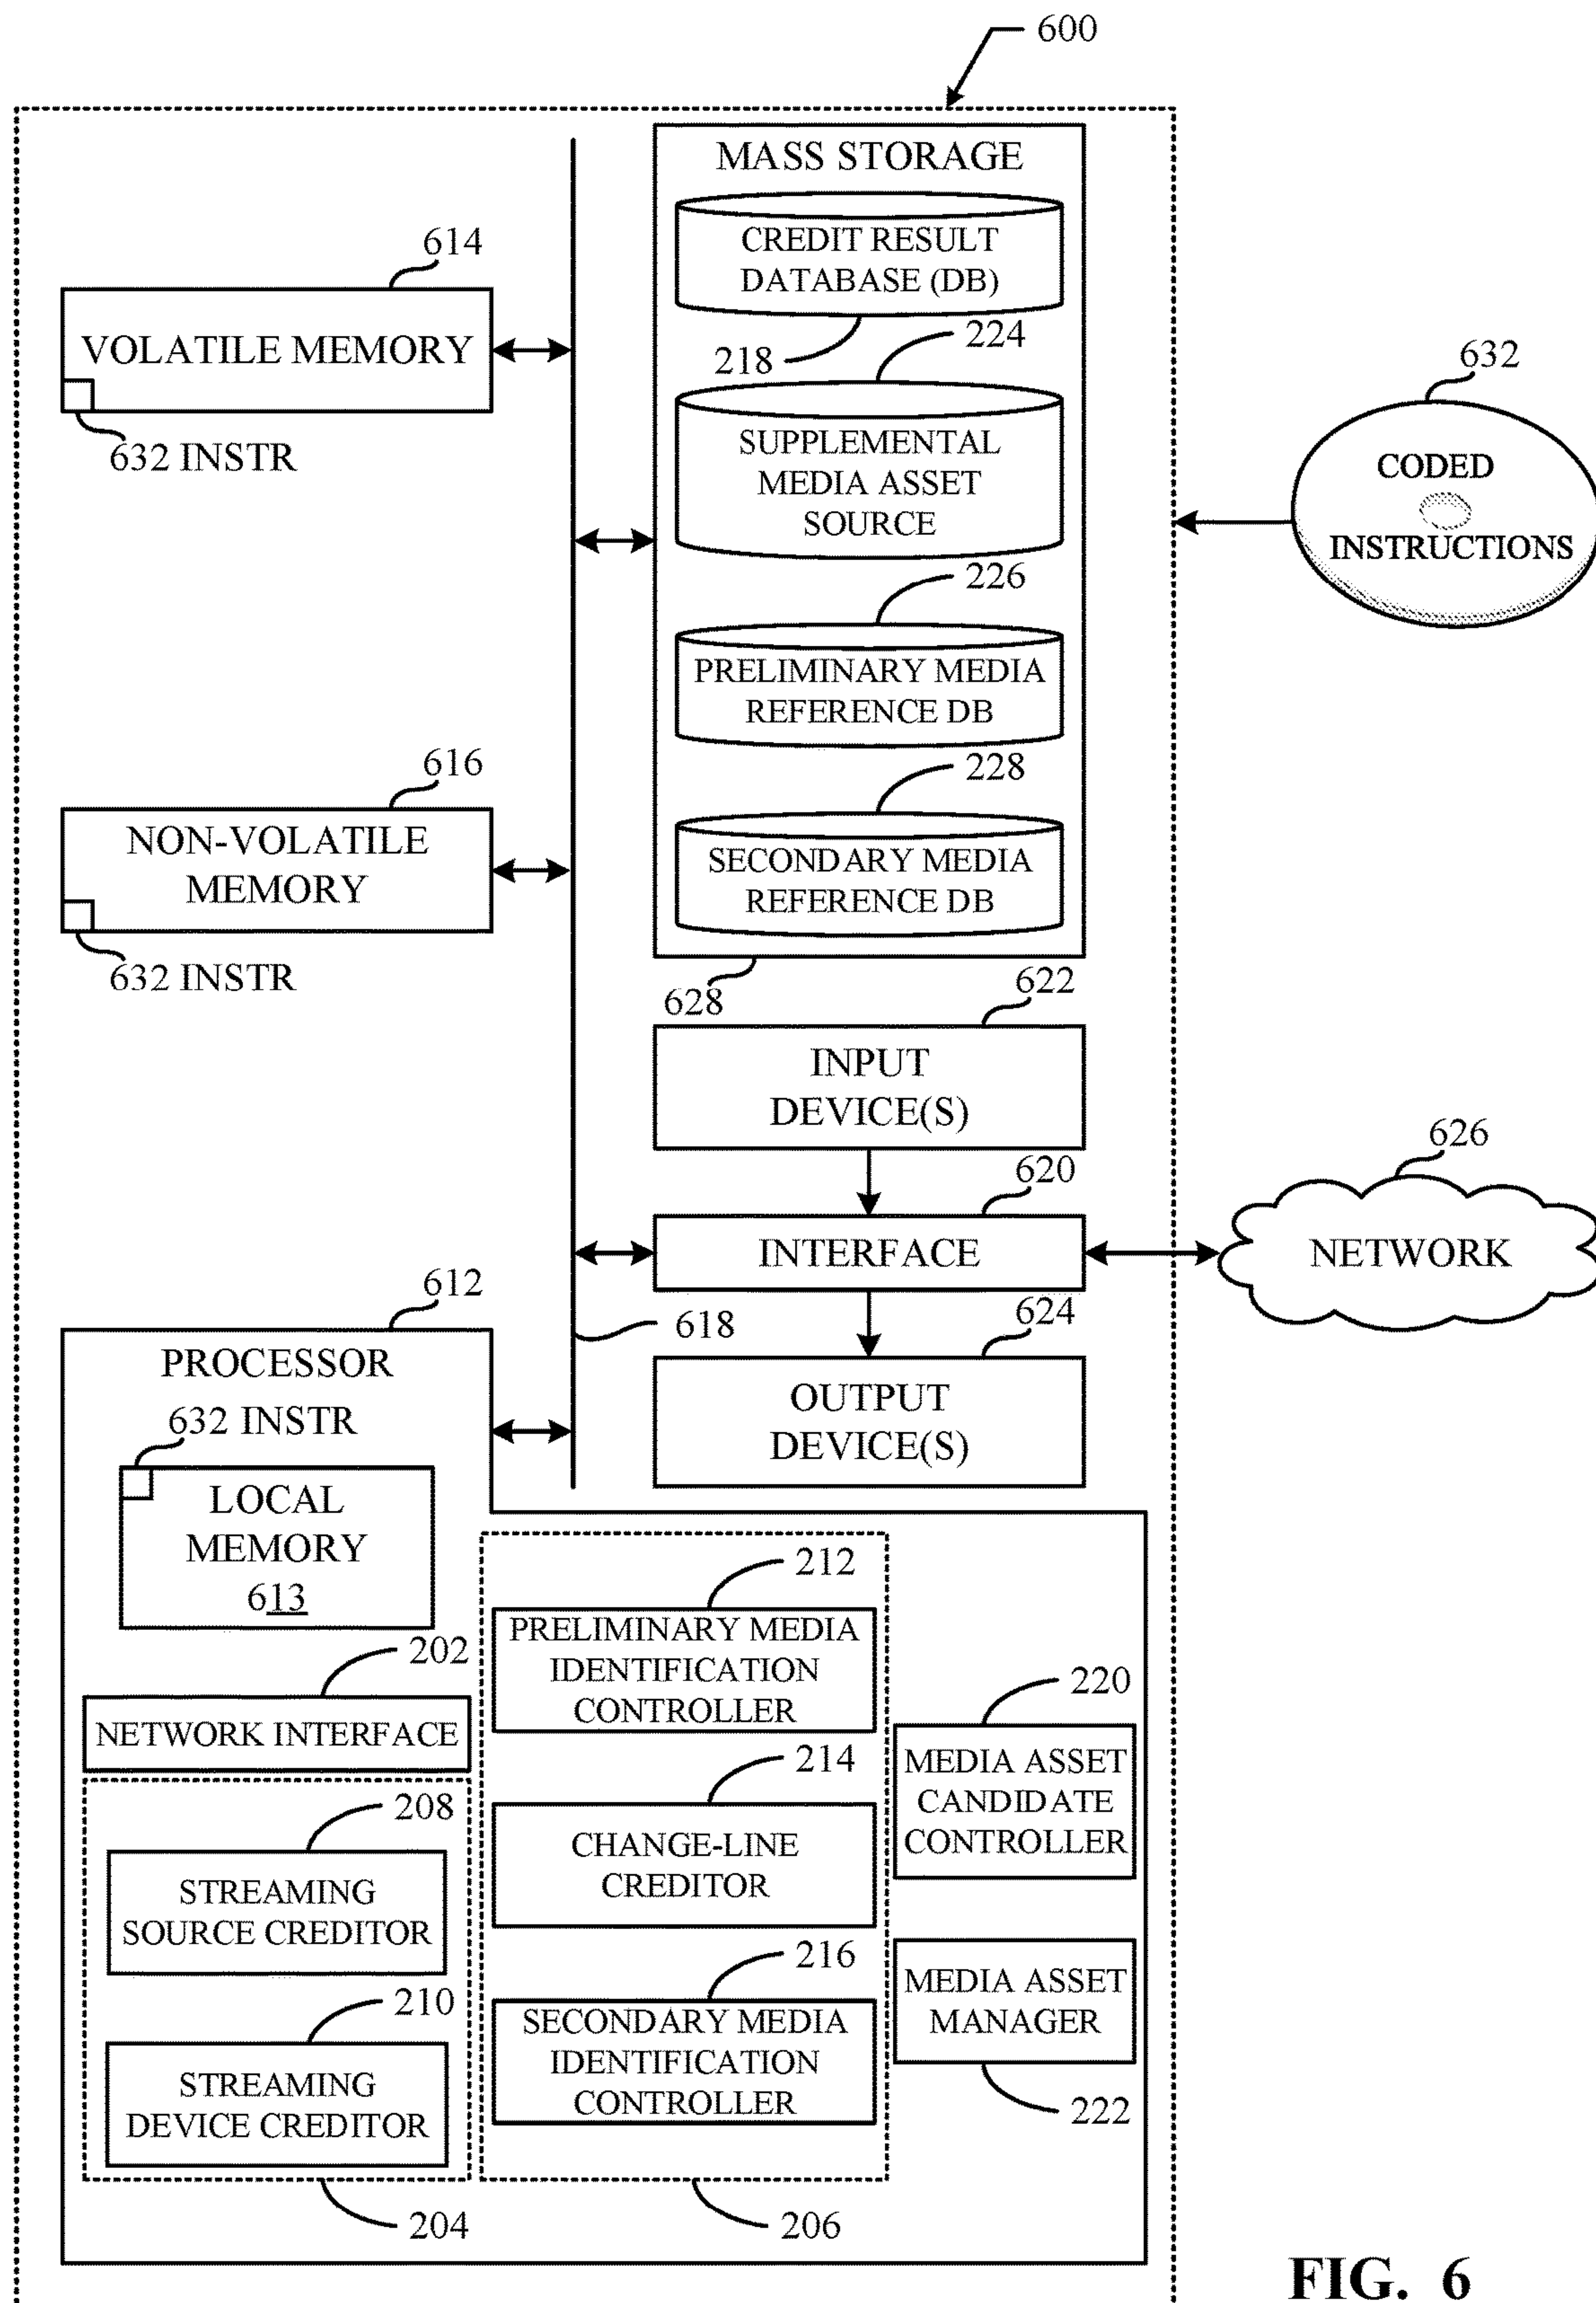 600
MASS STORAGE
CREDIT RESULT
DATABASE (DB)
218
224
SUPPLEMENTAL
MEDIA ASSET
SOURCE
226
PRELIMINARY MEDIA
REFERENCE DB
228
SECONDARY MEDIA
REFERENCE DB
628
614
VOLATILE MEMORY
632 INSTR
616
NON-VOLATILE
MEMORY
632 INSTR
632
CODED
INSTRUCTIONS
622
INPUT
DEVICE(S)
620
INTERFACE
626
NETWORK
618
624
OUTPUT
DEVICE(S)
612
PROCESSOR
632 INSTR
LOCAL
MEMORY
613
202
NETWORK INTERFACE
208
STREAMING
SOURCE CREDITOR
210
STREAMING
DEVICE CREDITOR
204
212
PRELIMINARY MEDIA
IDENTIFICATION
CONTROLLER
214
CHANGE-LINE
CREDITOR
216
SECONDARY MEDIA
IDENTIFICATION
CONTROLLER
206
220
MEDIA ASSET
CANDIDATE
CONTROLLER
MEDIA ASSET
MANAGER
222
FIG. 6